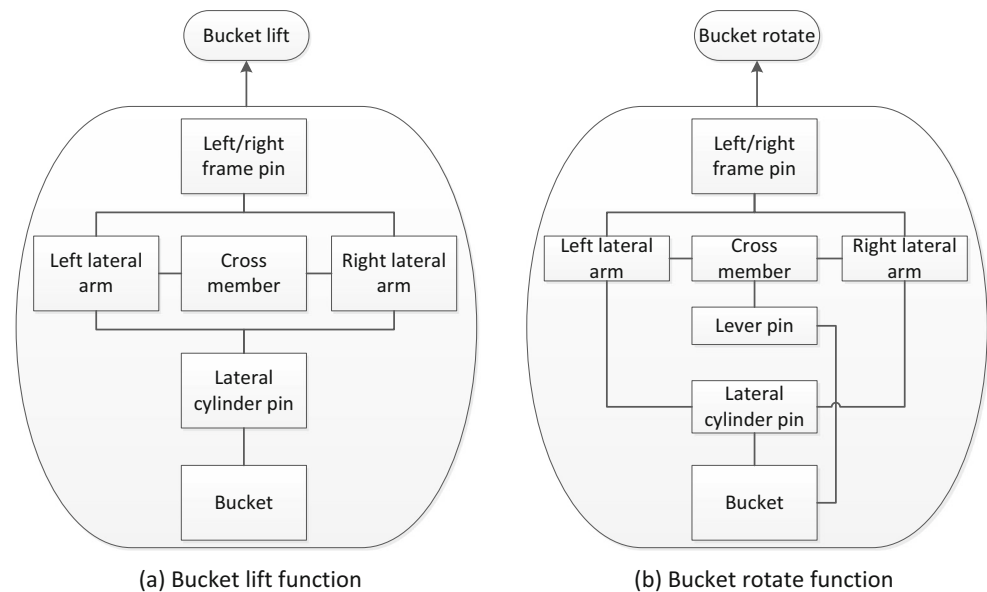 Bucket lift
Left/right
frame pin
Left lateral
arm
Cross
member
Right lateral
arm
Lateral
cylinder pin
Bucket
(a) Bucket lift function
Bucket rotate
Left/right
frame pin
Left lateral
arm
Cross
member
Right lateral
arm
Lever pin
Lateral
cylinder pin
Bucket
(b) Bucket rotate function